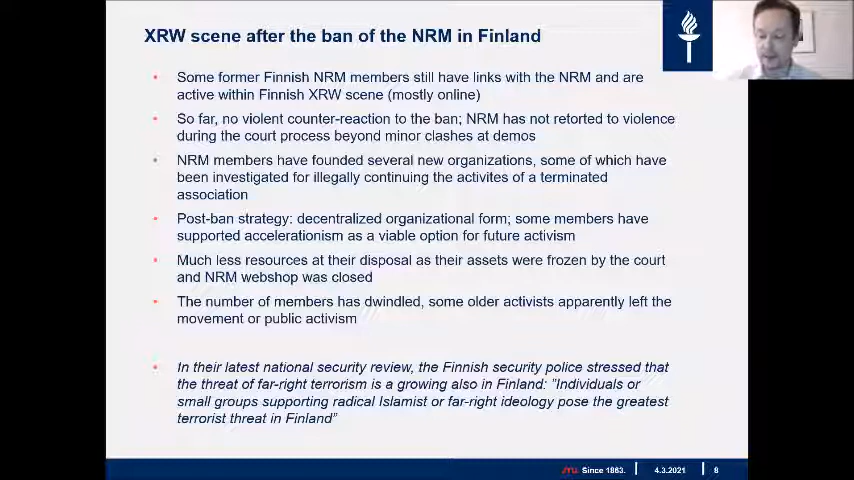 XRW scene after the ban of the NRM in Finland
• Some former Finnish NRM members still have links with the NRM and are
active within Finnish XRW scene (mostly online)
• So far, no violent counter-reaction to the ban; NRM has not retorted to violence
during the court process beyond minor clashes at demos
• NRM members have founded several new organizations, some of which have
been investigated for illegally continuing the activites of a terminated
association
• Post-ban strategy: decentralized organizational form; some members have
supported accelerationism as a viable option for future activism
• Much less resources at their disposal as their assets were frozen by the court
and NRM webshop was closed
• The number of members has dwindled, some older activists apparently left the
movement or public activism
• In their latest national security review, the Finnish security police stressed that
the threat of far-right terrorism is a growing also in Finland: ”Individuals or
small groups supporting radical Islamist or far-right ideology pose the greatest
terrorist threat in Finland”
JYU. Since 1863. 4.3.2021 8